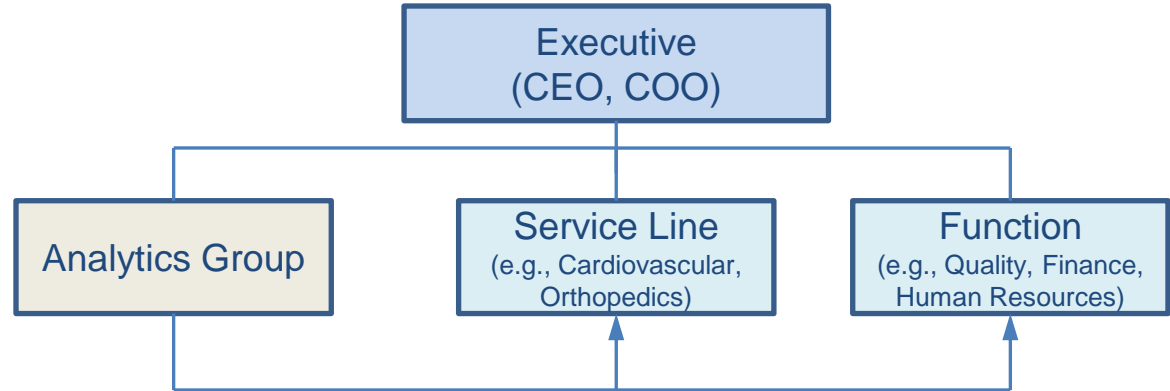 Executive
(CEO, COO)
Analytics Group
Service Line
(e.g., Cardiovascular,
Orthopedics)
Function
(e.g., Quality, Finance,
Human Resources)